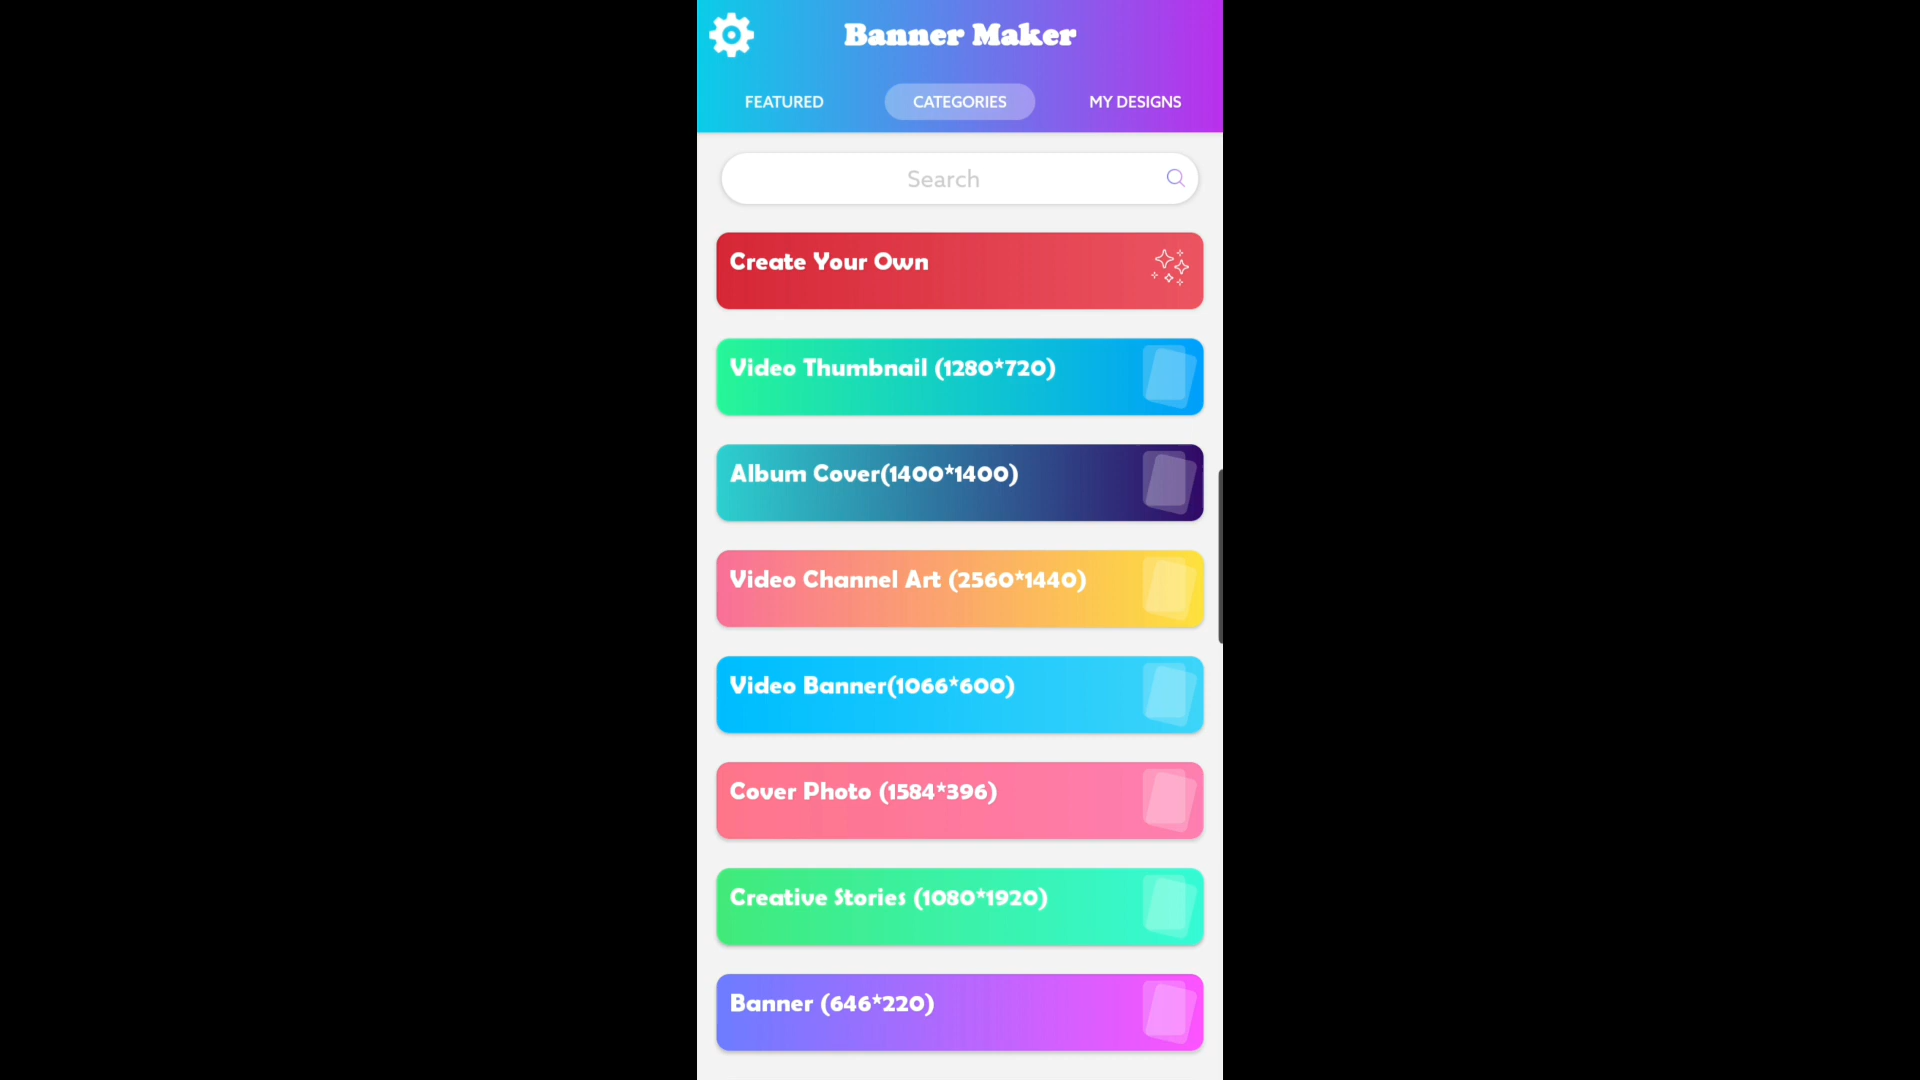 Banner Maker
FEATURED CATEGORIES MY DESIGNS
Search
Create Your Own
Video Thumbnail (1280*720)
Album Cover(1400*1400)
Video Channel Art (2560*1440)
Video Banner(1066*600)
Cover Photo (1584*396)
Creative Stories (1080*1920)
Banner (646*220)